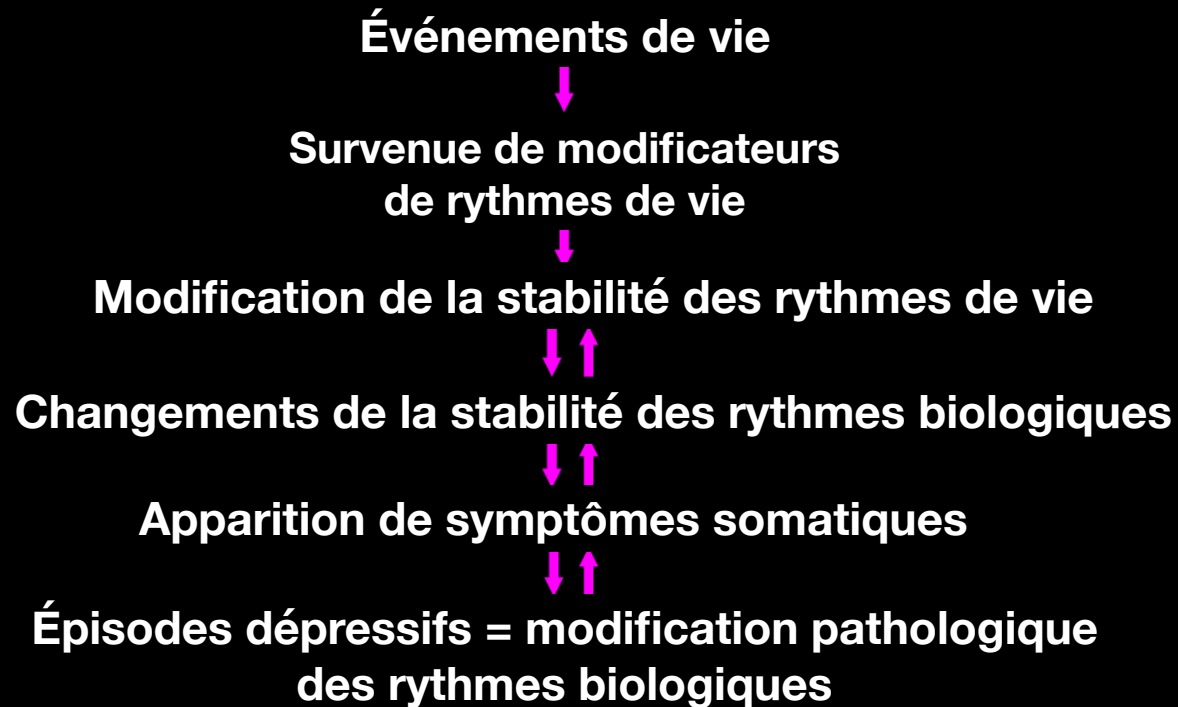 Événements de vie
Survenue de modificateurs
de rythmes de vie
Modification de la stabilité des rythmes de vie
Changements de la stabilité des rythmes biologiques
Apparition de symptômes somatiques
Épisodes dépressifs = modification pathologique
des rythmes biologiques